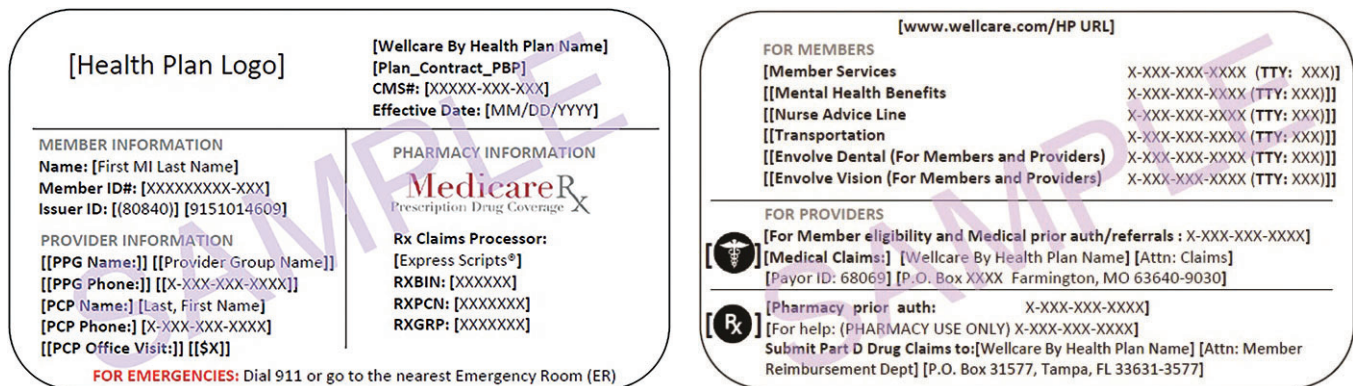 [Health Plan Logo]
[Wellcare By Health Plan Name]
[Plan_Contract_PBP]
CMS#: [XXXXX-XXX-XXX]
Effective Date: [MM/DD/YYYY]
MEMBER INFORMATION
Name: [First MI Last Name]
Member ID#: [XXXXXXXXX-XXX]
Issuer ID: [(80840)] [9151014609]
PROVIDER INFORMATION
[[PPG Name:]] [[Provider Group Name]]
[[PPG Phone:]] [[X-XXX-XXX-XXXX]]
[PCP Name:] [Last, First Name]
[PCP Phone:] [X-XXX-XXX-XXXX]
[[PCP Office Visit:]] [[$X]]
PHARMACY INFORMATION
MedicareRx
Prescription Drug Coverage
Rx Claims Processor:
[Express Scripts®]
RXBIN: [XXXXXX]
RXPCN: [XXXXXXX]
RXGRP: [XXXXXXX]
FOR EMERGENCIES: Dial 911 or go to the nearest Emergency Room (ER)
SAMPLE
[www.wellcare.com/HP URL]
FOR MEMBERS
[Member Services X-XXX-XXX-XXXX (TTY: XXX)]
[[Mental Health Benefits X-XXX-XXX-XXXX (TTY: XXX)]]
[[Nurse Advice Line X-XXX-XXX-XXXX (TTY: XXX)]]
[[Transportation X-XXX-XXX-XXXX (TTY: XXX)]]
[[Envolve Dental (For Members and Providers) X-XXX-XXX-XXXX (TTY: XXX)]]
[[Envolve Vision (For Members and Providers) X-XXX-XXX-XXXX (TTY: XXX)]]
FOR PROVIDERS
[For Member eligibility and Medical prior auth/referrals : X-XXX-XXX-XXXX]
[Medical Claims:] [Wellcare By Health Plan Name] [Attn: Claims]
[Payor ID: 68069] [P.O. Box XXXX Farmington, MO 63640-9030]
[Rx]
[Pharmacy prior auth: X-XXX-XXX-XXXX]
[For help: (PHARMACY USE ONLY) X-XXX-XXX-XXXX]
Submit Part D Drug Claims to:[Wellcare By Health Plan Name] [Attn: Member
Reimbursement Dept] [P.O. Box 31577, Tampa, FL 33631-3577]
SAMPLE